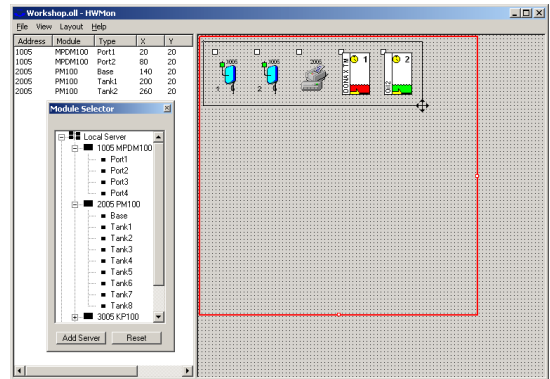 Workshop.oll - HWMon
File View Layout Help
Address Module Type X Y
1005 MPDM100 Port1 20 20
1005 MPDM100 Port2 80 20
2005 PM100 Base 140 20
2005 PM100 Tank1 200 20
2005 PM100 Tank2 260 20
Module Selector
Local Server
1005 MPDM100
Port1
Port2
Port3
Port4
2005 PM100
Base
Tank1
Tank2
Tank3
Tank4
Tank5
Tank6
Tank7
Tank8
3005 KP100
Add Server Reset
1005 1005 2005 1 2
1 2